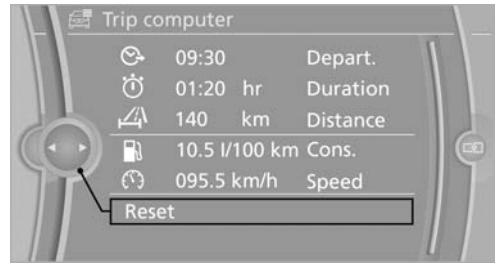 Trip computer
09:30 Depart.
01:20 hr Duration
140 km Distance
10.5 l/100 km Cons.
095.5 km/h Speed
Reset